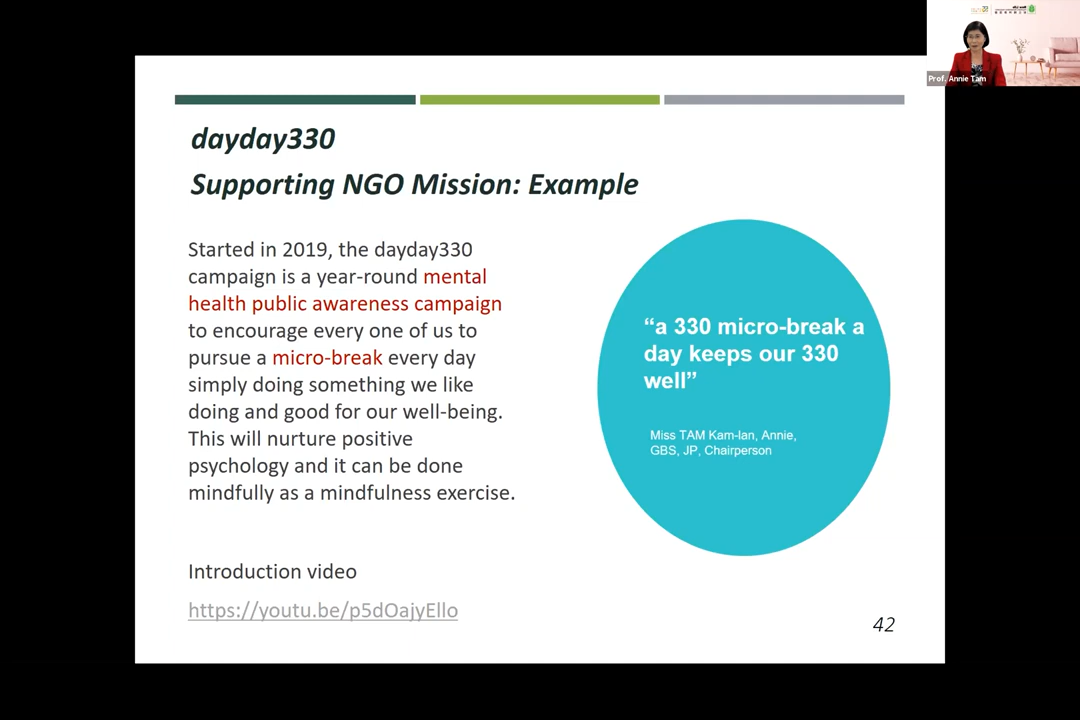 Prof. Annie Tam
dayday330
Supporting NGO Mission: Example
Started in 2019, the dayday330
campaign is a year-round mental
health public awareness campaign
to encourage every one of us to
pursue a micro-break every day
simply doing something we like
doing and good for our well-being.
This will nurture positive
psychology and it can be done
mindfully as a mindfulness exercise.
Introduction video
https://youtu.be/p5dOajyEllo
“a 330 micro-break a
day keeps our 330
well”
Miss TAM Kam-lan, Annie,
GBS, JP, Chairperson
42